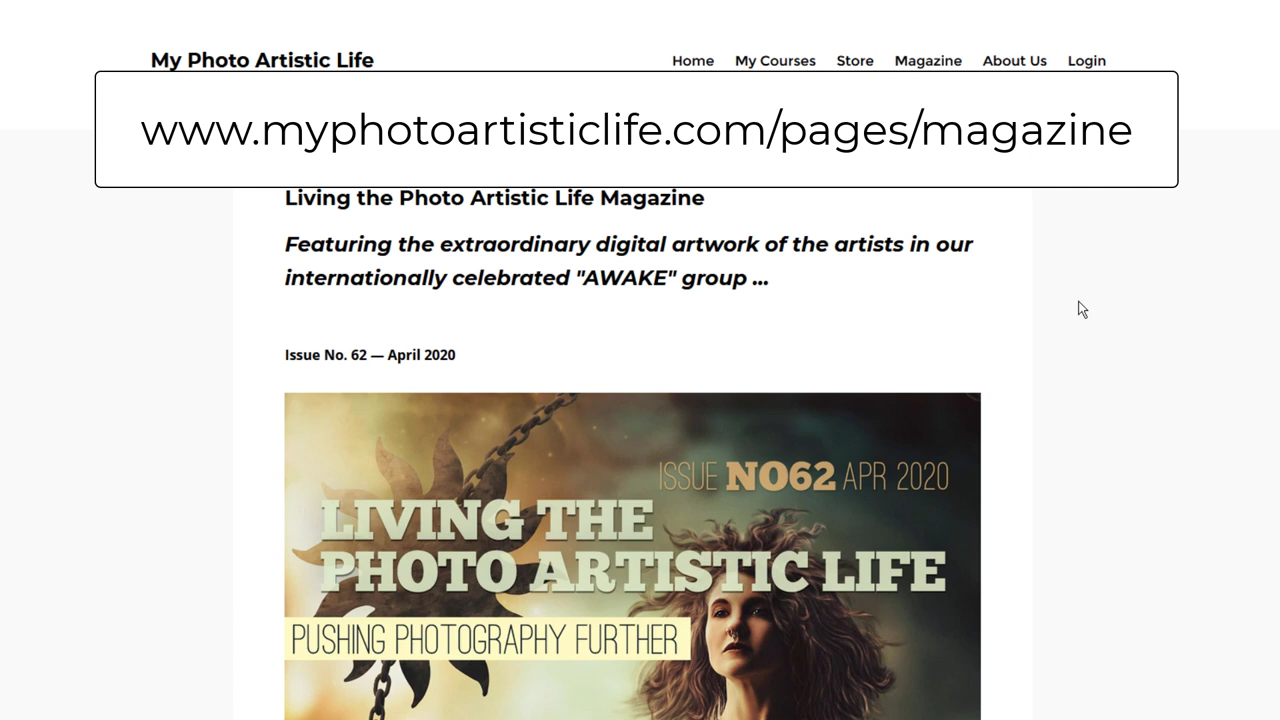 My Photo Artistic Life
Home My Courses Store Magazine About Us Login
www.myphotoartisticlife.com/pages/magazine
Living the Photo Artistic Life Magazine
Featuring the extraordinary digital artwork of the artists in our
internationally celebrated "AWAKE" group ...
Issue No. 62 — April 2020
ISSUE NO62 APR 2020
LIVING THE
PHOTO ARTISTIC LIFE
PUSHING PHOTOGRAPHY FURTHER